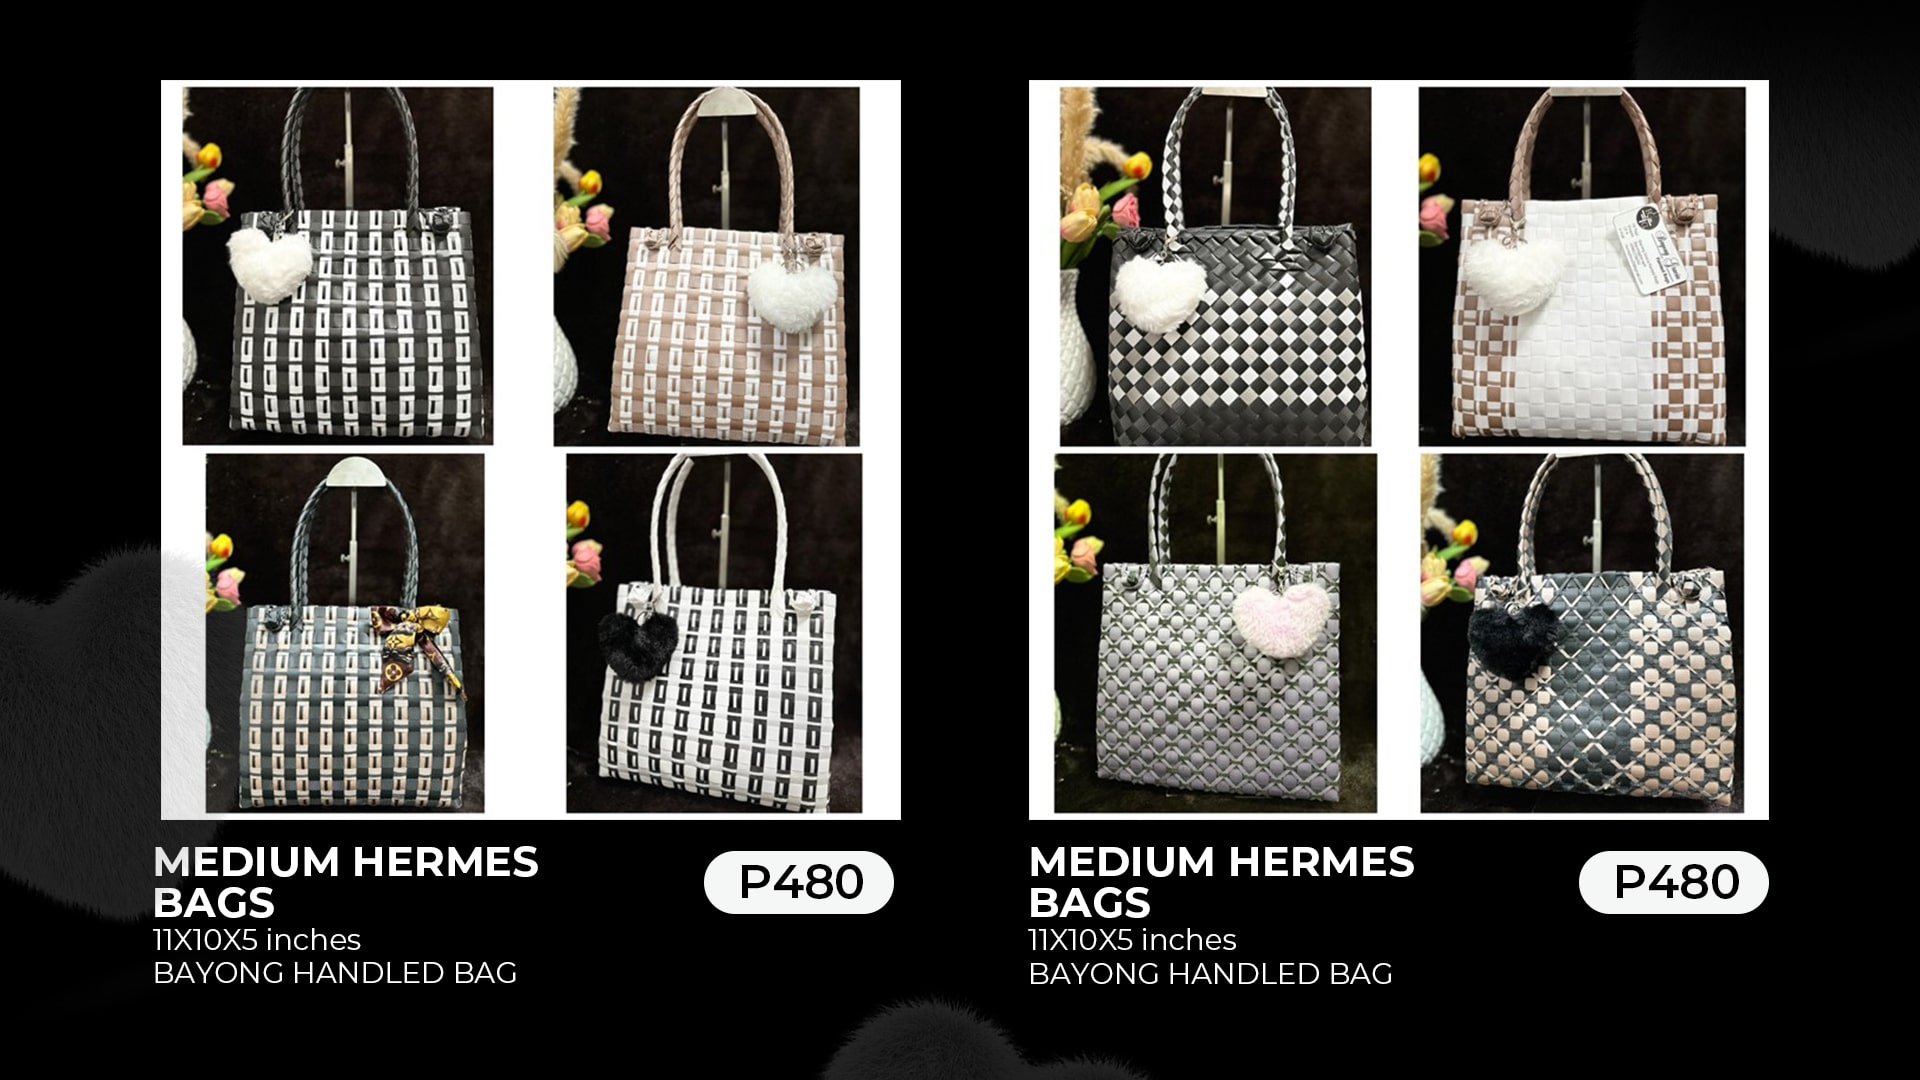 MEDIUM HERMES
BAGS
11X10X5 inches
BAYONG HANDLED BAG
P480
MEDIUM HERMES
BAGS
11X10X5 inches
BAYONG HANDLED BAG
P480